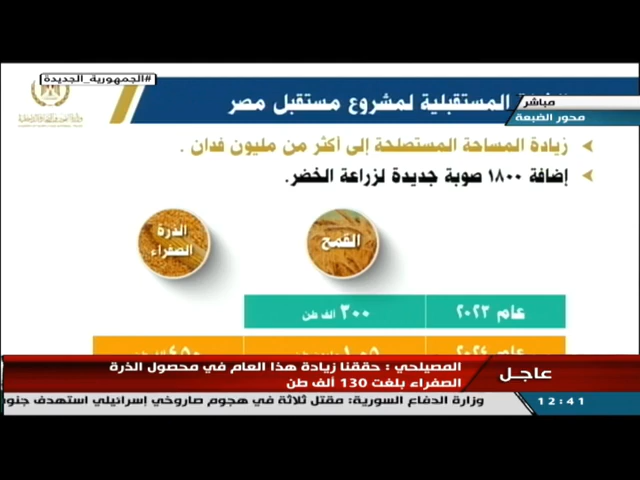 #الجمهورية_الجديدة
المستقبلية لمشروع مستقبل مصر
مباشر
محور الضبعة
زيادة المساحة المستصلحة إلى أكثر من مليون فدان .
إضافة ١٨٠٠ صوبة جديدة لزراعة الخضر.
القمح
الذرة
الصفراء
عام ٢٠٢٣
٣٠٠ ألف طن
عام ٢٠٢٤
عاجل
المصيلحي : حققنا زيادة هذا العام في محصول الذرة
الصفراء بلغت 130 ألف طن
12:41
وزارة الدفاع السورية: مقتل ثلاثة في هجوم صاروخي إسرائيلي استهدف